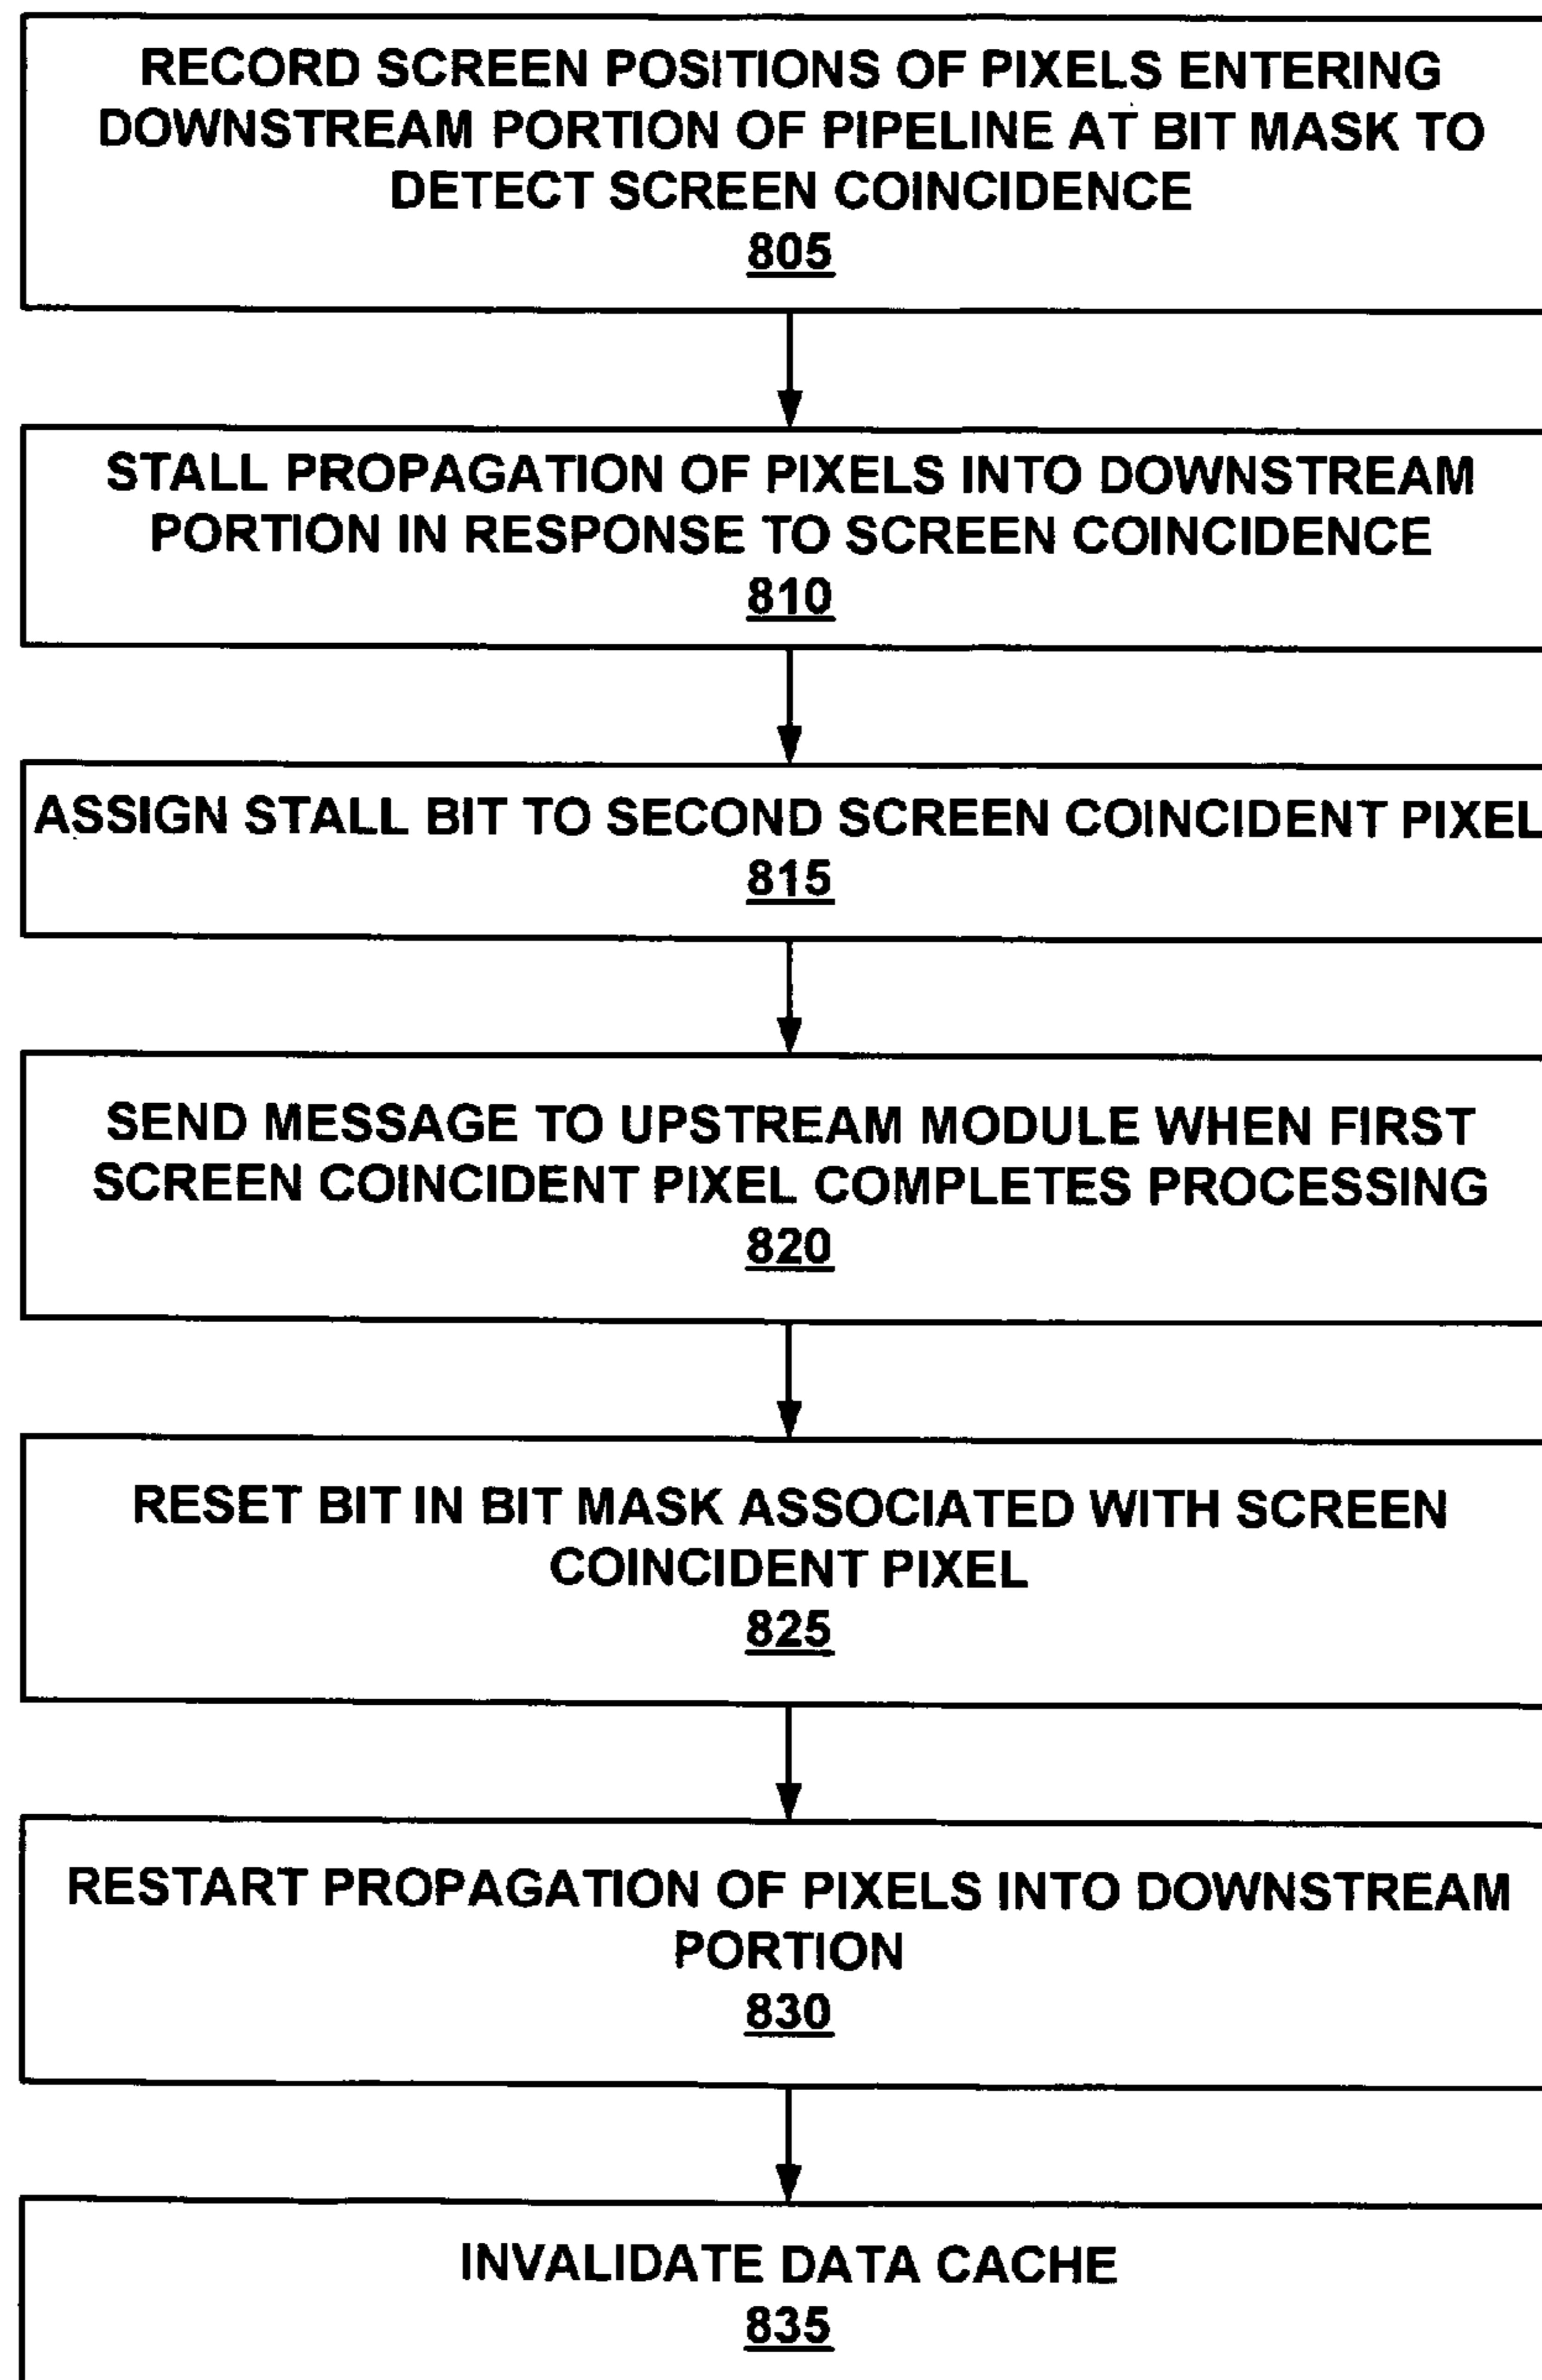 RECORD SCREEN POSITIONS OF PIXELS ENTERING
DOWNSTREAM PORTION OF PIPELINE AT BIT MASK TO
DETECT SCREEN COINCIDENCE
805
STALL PROPAGATION OF PIXELS INTO DOWNSTREAM
PORTION IN RESPONSE TO SCREEN COINCIDENCE
810
ASSIGN STALL BIT TO SECOND SCREEN COINCIDENT PIXEL
815
SEND MESSAGE TO UPSTREAM MODULE WHEN FIRST
SCREEN COINCIDENT PIXEL COMPLETES PROCESSING
820
RESET BIT IN BIT MASK ASSOCIATED WITH SCREEN
COINCIDENT PIXEL
825
RESTART PROPAGATION OF PIXELS INTO DOWNSTREAM
PORTION
830
INVALIDATE DATA CACHE
835